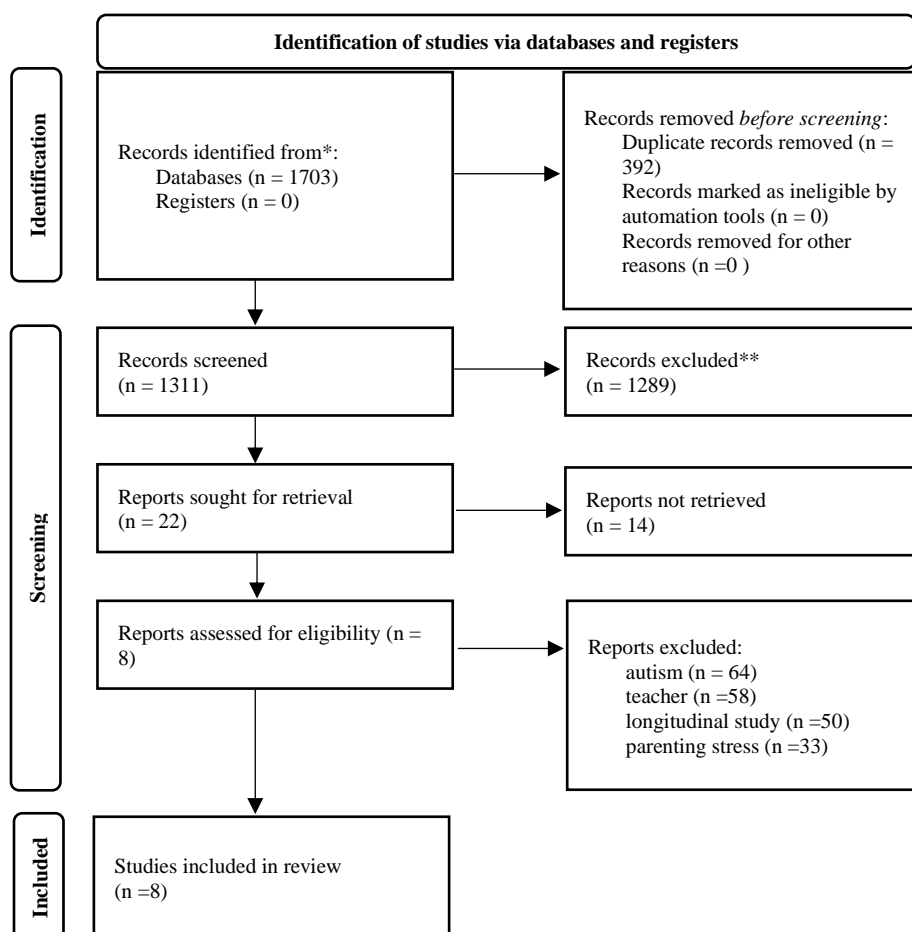 Identification of studies via databases and registers
Identification
Records identified from*:
Databases (n = 1703)
Registers (n = 0)
Records removed before screening:
Duplicate records removed (n =
392)
Records marked as ineligible by
automation tools (n = 0)
Records removed for other
reasons (n =0 )
Screening
Records screened
(n = 1311)
Records excluded**
(n = 1289)
Reports sought for retrieval
(n = 22)
Reports not retrieved
(n = 14)
Reports assessed for eligibility (n =
8)
Reports excluded:
autism (n = 64)
teacher (n =58)
longitudinal study (n =50)
parenting stress (n =33)
Included
Studies included in review
(n =8)